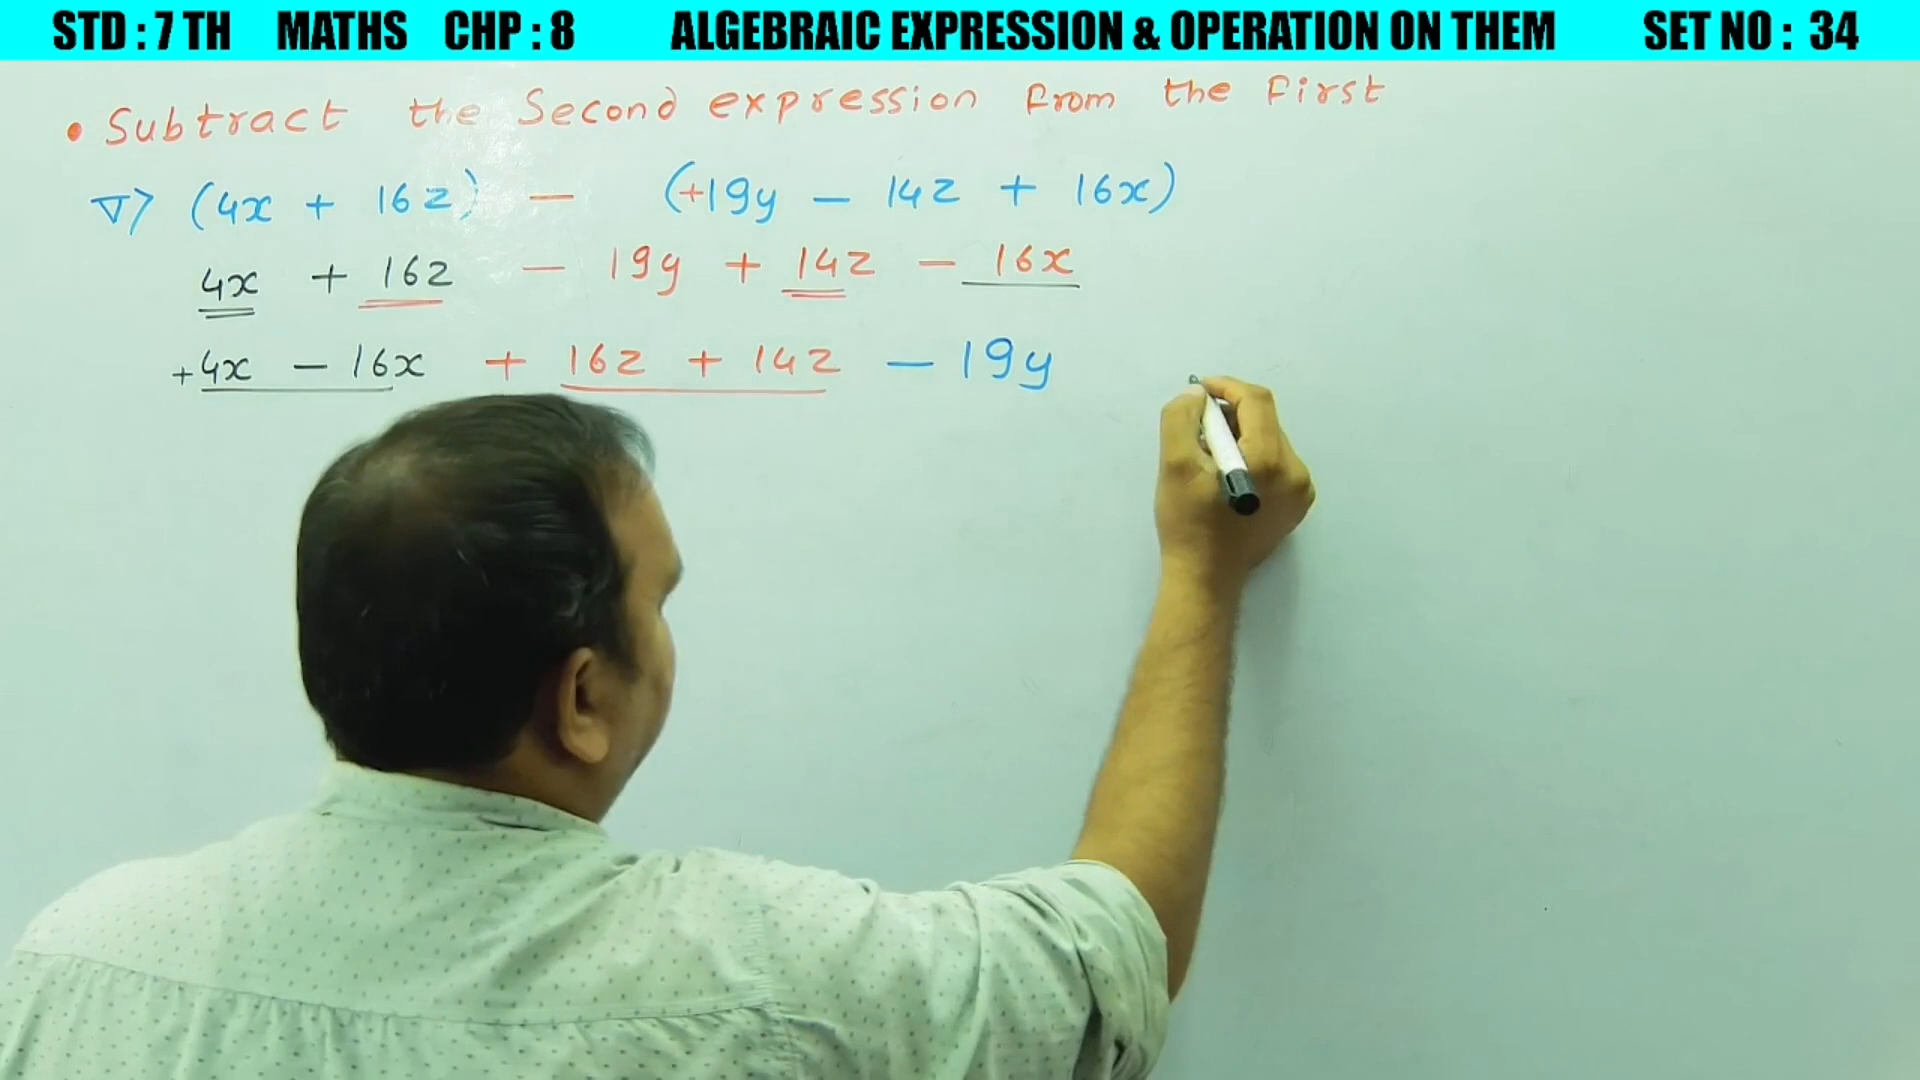 STD : 7 TH MATHS CHP : 8 ALGEBRAIC EXPRESSION & OPERATION ON THEM SET NO : 34
• Subtract the Second expression from the First
(4x + 16z) - (+19y - 14z + 16x)
4x + 16z - 19y + 14z - 16x
+4x - 16x + 16z + 14z - 19y